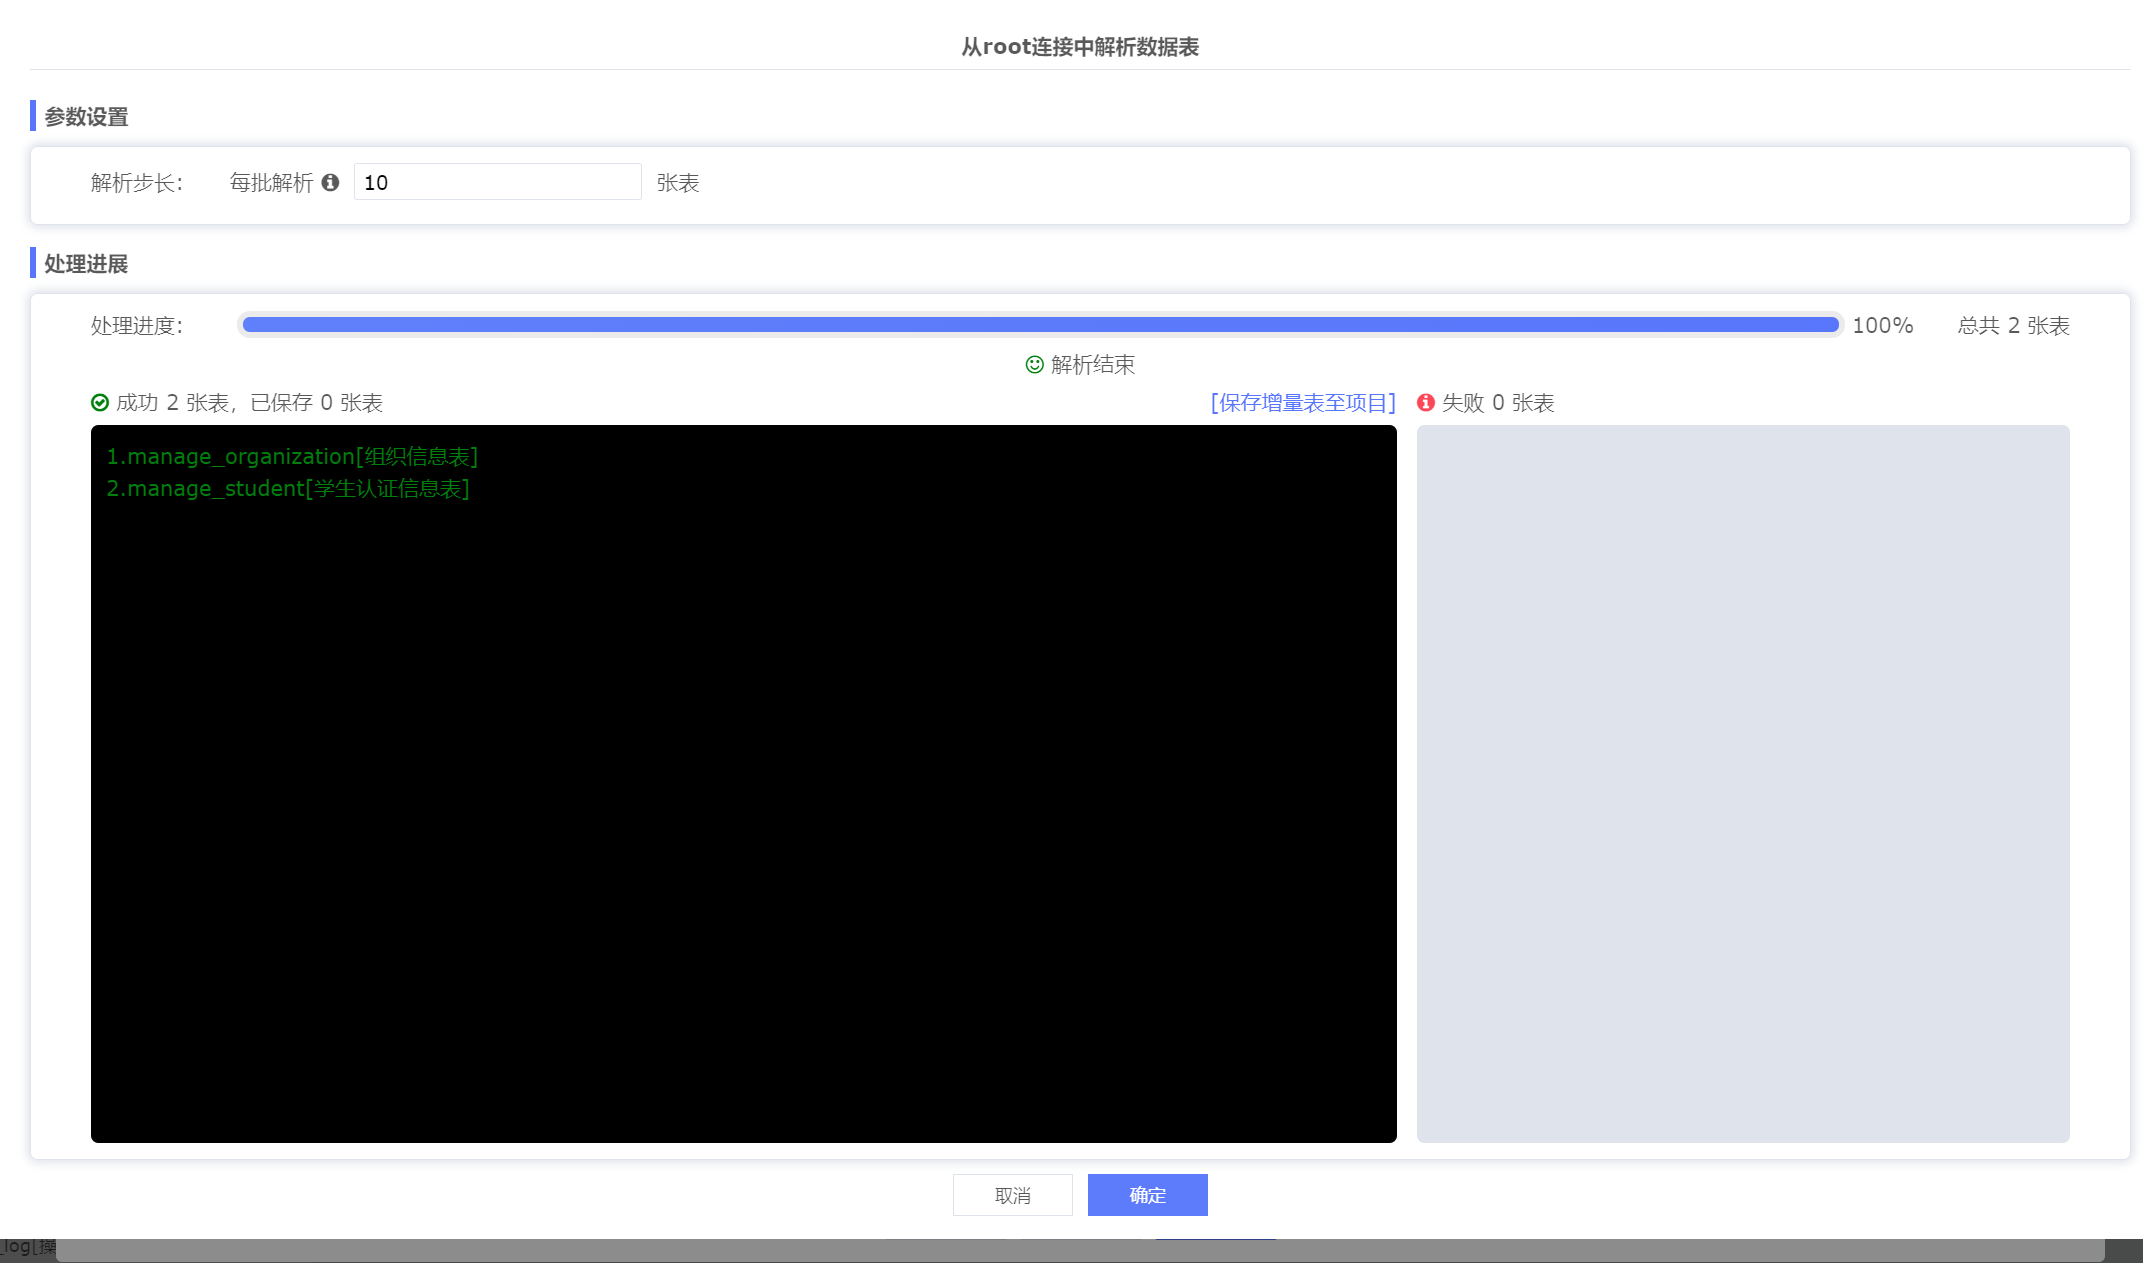 从root连接中解析数据表
参数设置
解析步长： 每批解析 10 张表
处理进展
处理进度： 100% 总共 2 张表
解析结束
成功 2 张表，已保存 0 张表 [保存增量表至项目] 失败 0 张表
1.manage_organization[组织信息表]
2.manage_student[学生认证信息表]
取消 确定
_log[操